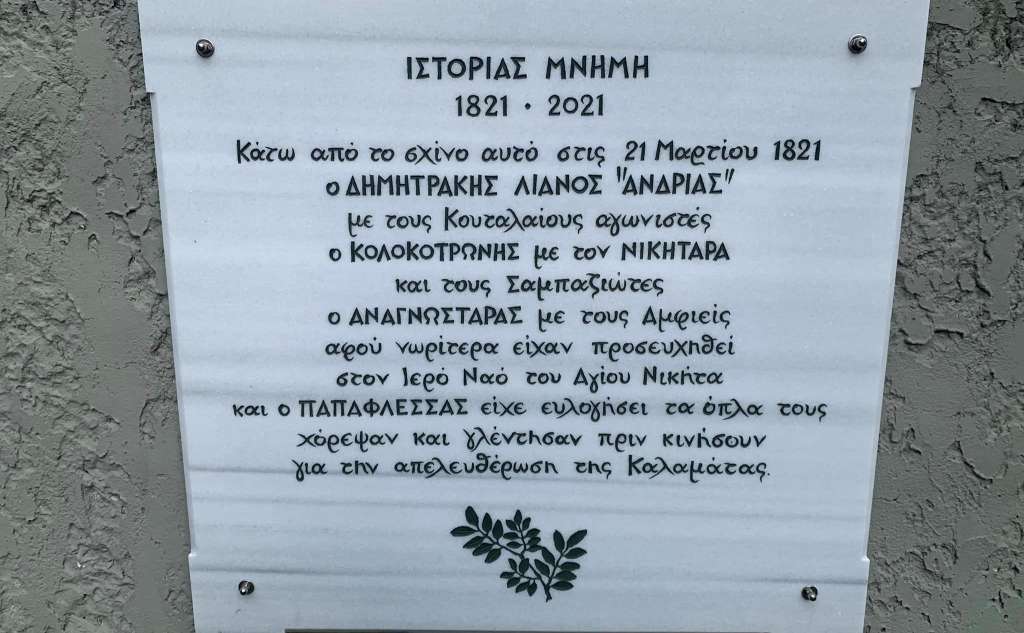 ΙΣΤΟΡΙΑΣ ΜΝΗΜΗ
1821 · 2021
Κάτω από το σχίνο αυτό στις 21 Μαρτίου 1821
ο ΔΗΜΗΤΡΑΚΗΣ ΛΙΑΝΟΣ "ΑΝΔΡΙΑΣ"
με τους Κουταλαίους αγωνιστές
ο ΚΟΛΟΚΟΤΡΩΝΗΣ με τον ΝΙΚΗΤΑΡΑ
και τους Σαμπαζιώτες
ο ΑΝΑΓΝΩΣΤΑΡΑΣ με τους Αμφιείς
αφού νωρίτερα είχαν προσευχηθεί
στον Ιερό Ναό του Αγίου Νικήτα
και ο ΠΑΠΑΦΛΕΣΣΑΣ είχε ευλογήσει τα όπλα τους
χόρεψαν και γλέντησαν πριν κινήσουν
για την απελευθέρωση της Καλαμάτας.